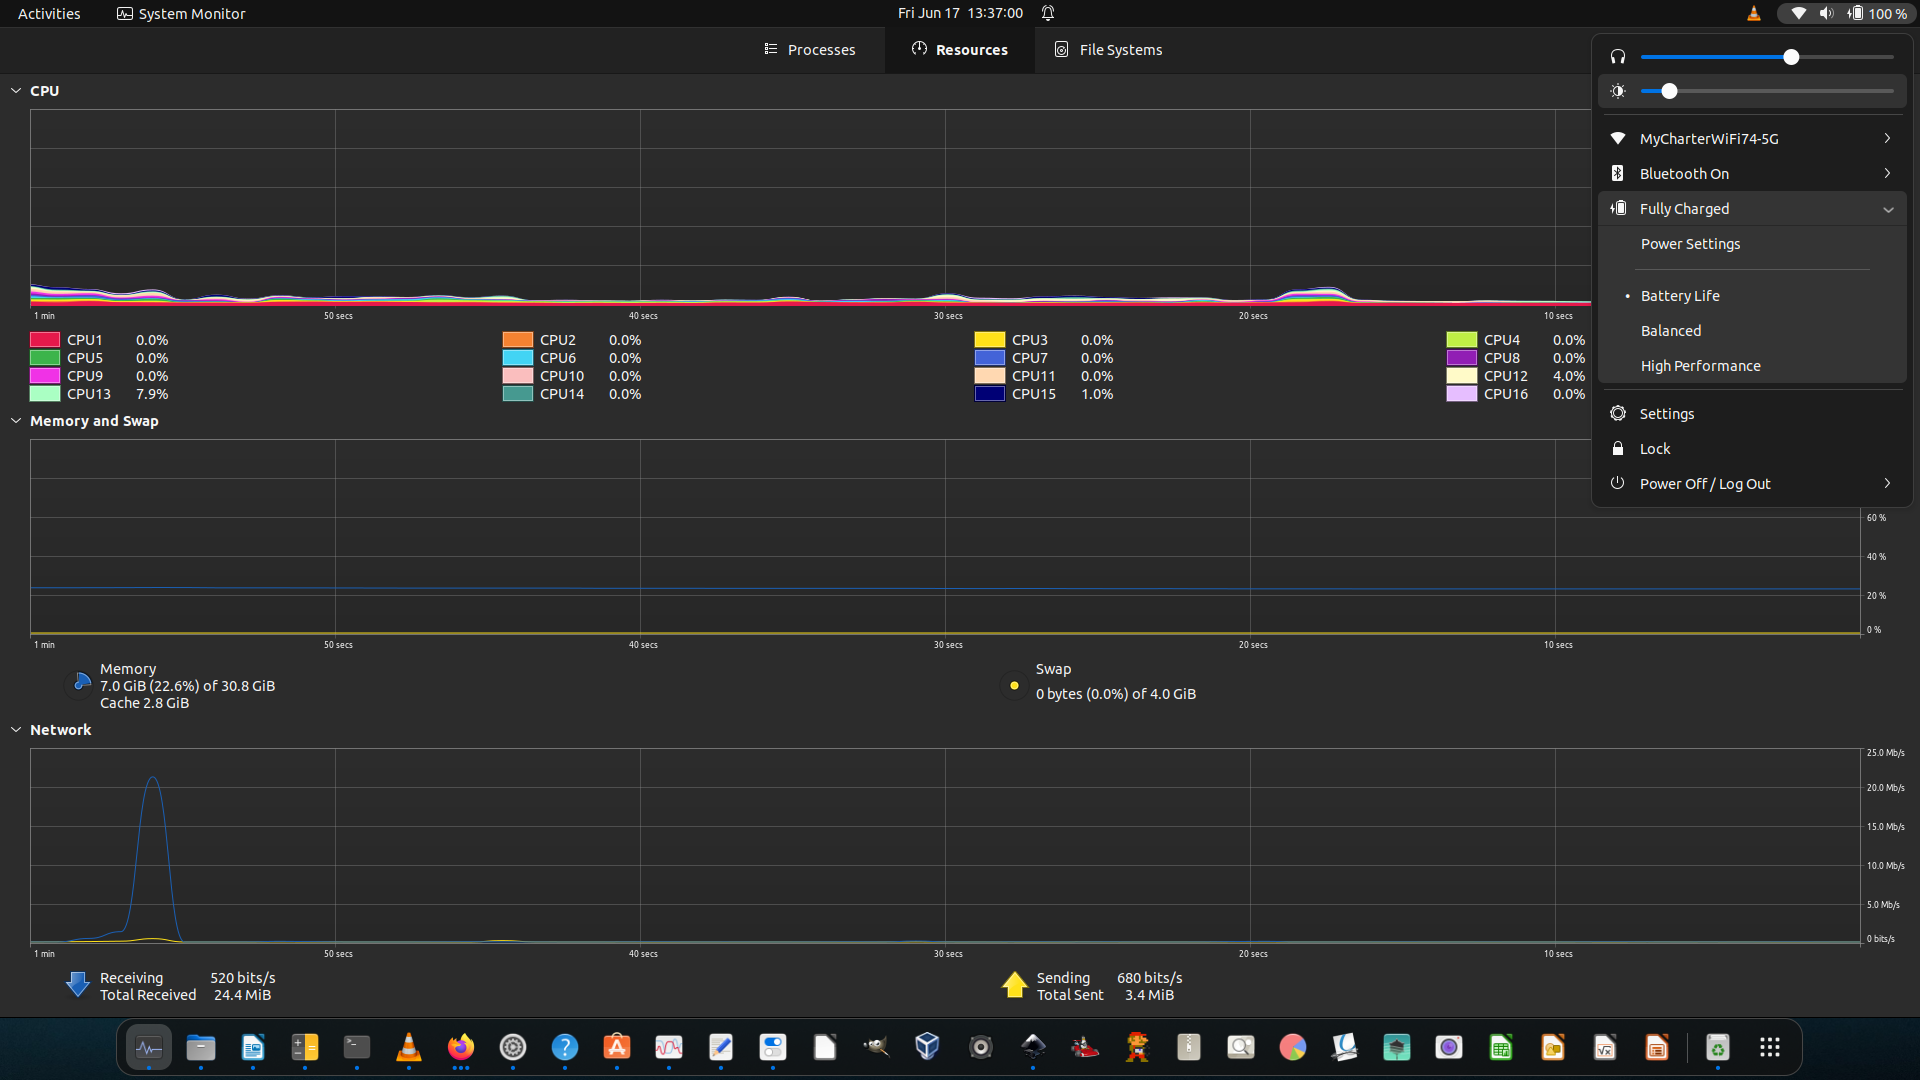 Activities System Monitor Fri Jun 17 13:37:00 100 %
Processes Resources File Systems
CPU
1 min 50 secs 40 secs 30 secs 20 secs 10 secs
CPU1 0.0% CPU2 0.0% CPU3 0.0% CPU4 0.0%
CPU5 0.0% CPU6 0.0% CPU7 0.0% CPU8 0.0%
CPU9 0.0% CPU10 0.0% CPU11 0.0% CPU12 4.0%
CPU13 7.9% CPU14 0.0% CPU15 1.0% CPU16 0.0%
MyCharterWiFi74-5G
Bluetooth On
Fully Charged
Power Settings
• Battery Life
Balanced
High Performance
Settings
Lock
Power Off / Log Out
Memory and Swap
60 %
40 %
20 %
0 %
1 min 50 secs 40 secs 30 secs 20 secs 10 secs
Memory
7.0 GiB (22.6%) of 30.8 GiB
Cache 2.8 GiB
Swap
0 bytes (0.0%) of 4.0 GiB
Network
25.0 Mb/s
20.0 Mb/s
15.0 Mb/s
10.0 Mb/s
5.0 Mb/s
0 bits/s
1 min 50 secs 40 secs 30 secs 20 secs 10 secs
Receiving 520 bits/s
Total Received 24.4 MiB
Sending 680 bits/s
Total Sent 3.4 MiB